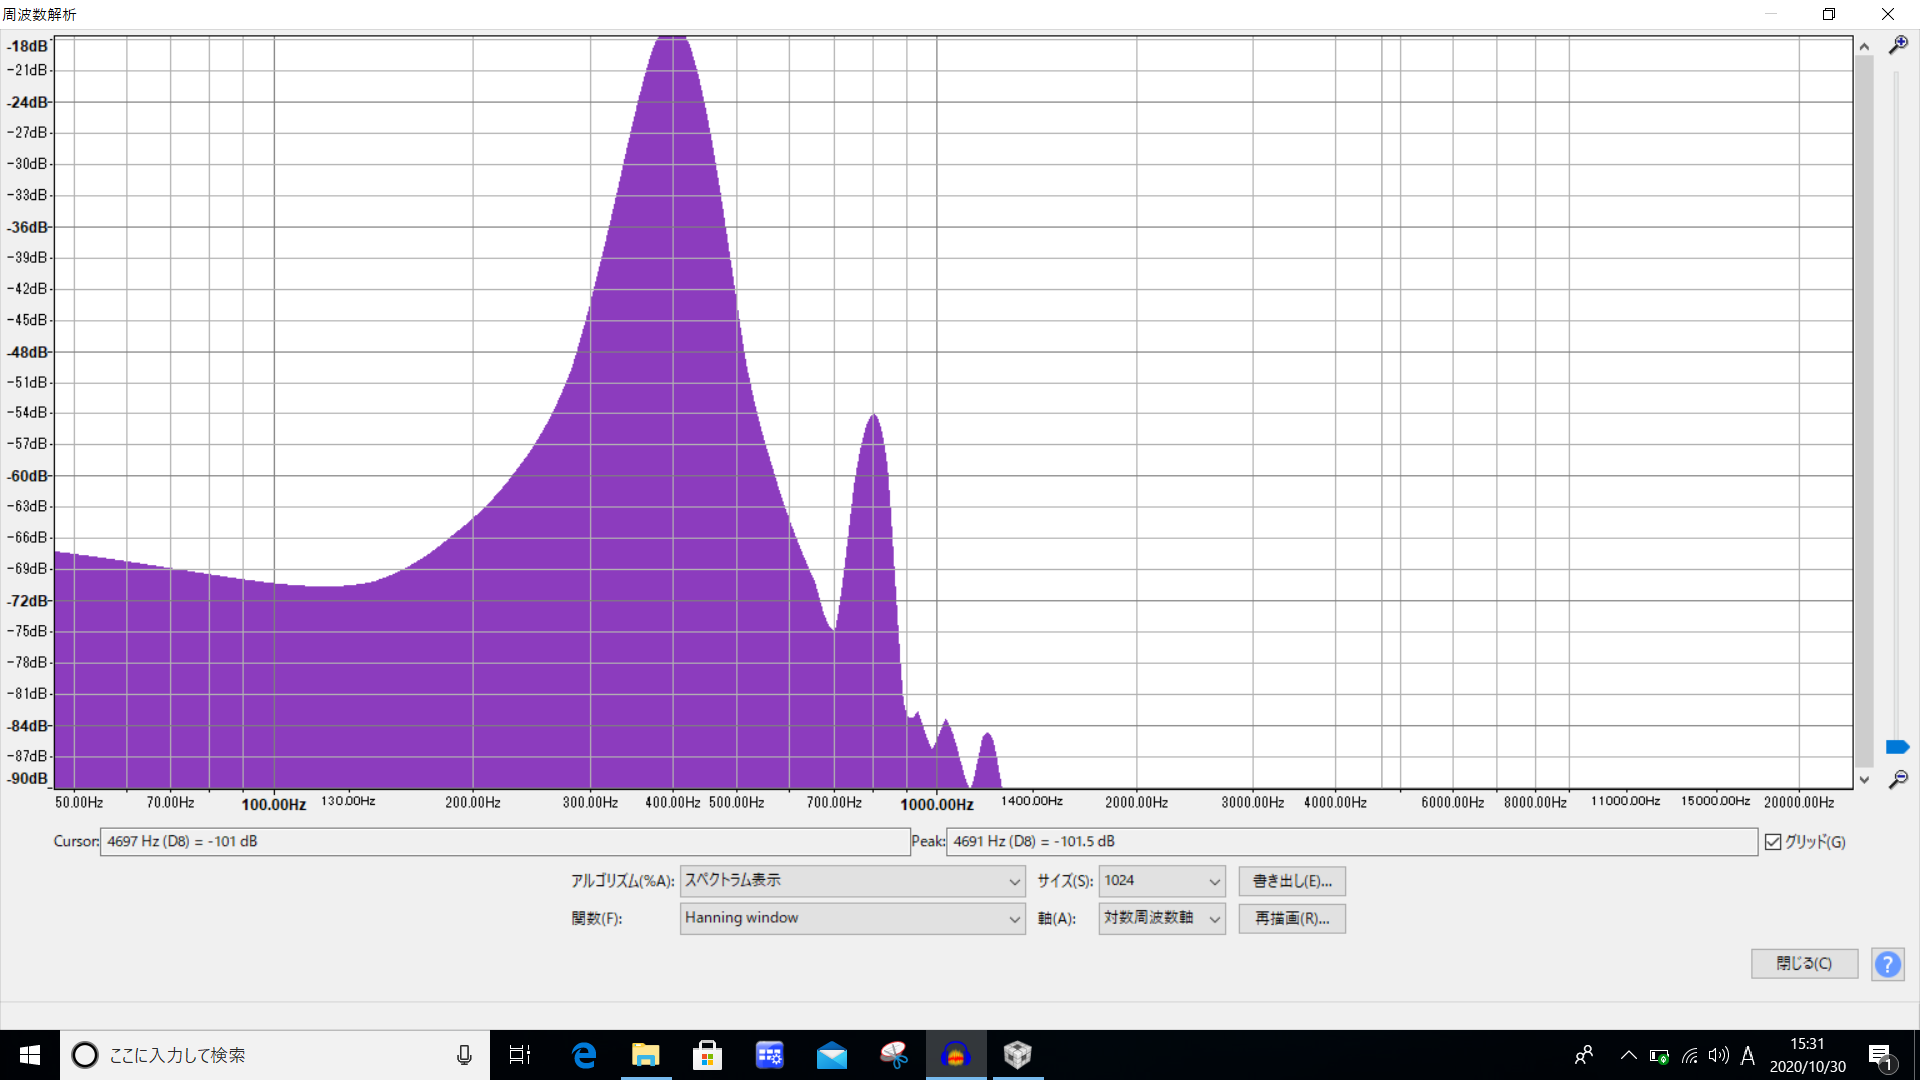 周波数解析
-18dB
-21dB
-24dB
-27dB
-30dB
-33dB
-36dB
-39dB
-42dB
-45dB
-48dB
-51dB
-54dB
-57dB
-60dB
-63dB
-66dB
-69dB
-72dB
-75dB
-78dB
-81dB
-84dB
-87dB
-90dB
50.00Hz 70.00Hz 100.00Hz 130.00Hz 200.00Hz 300.00Hz 400.00Hz 500.00Hz 700.00Hz 1000.00Hz 1400.00Hz 2000.00Hz 3000.00Hz 4000.00Hz 6000.00Hz 8000.00Hz 11000.00Hz 15000.00Hz 20000.00Hz
Cursor: 4697 Hz (D8) = -101 dB Peak: 4691 Hz (D8) = -101.5 dB グリッド(G)
アルゴリズム(%A): スペクトラム表示 サイズ(S): 1024 書き出し(E)...
関数(F): Hanning window 軸(A): 対数周波数軸 再描画(R)...
閉じる(C) ?
ここに入力して検索
A
15:31
2020/10/30
1